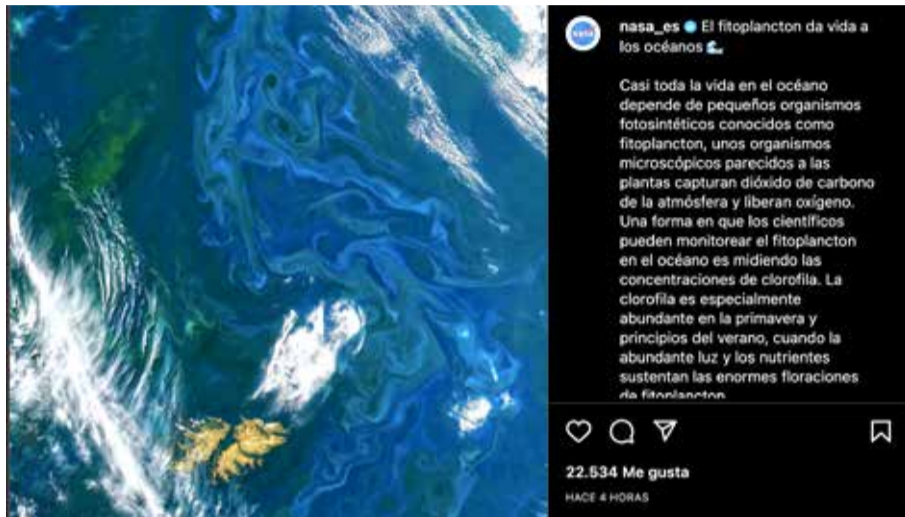 nasa_es El fitoplancton da vida a
los océanos 🌊
Casi toda la vida en el océano
depende de pequeños organismos
fotosintéticos conocidos como
fitoplancton, unos organismos
microscópicos parecidos a las
plantas capturan dióxido de carbono
de la atmósfera y liberan oxígeno.
Una forma en que los científicos
pueden monitorear el fitoplancton
en el océano es midiendo las
concentraciones de clorofila. La
clorofila es especialmente
abundante en la primavera y
principios del verano, cuando la
abundante luz y los nutrientes
sustentan las enormes floraciones
de fitoplancton
22.534 Me gusta
HACE 4 HORAS